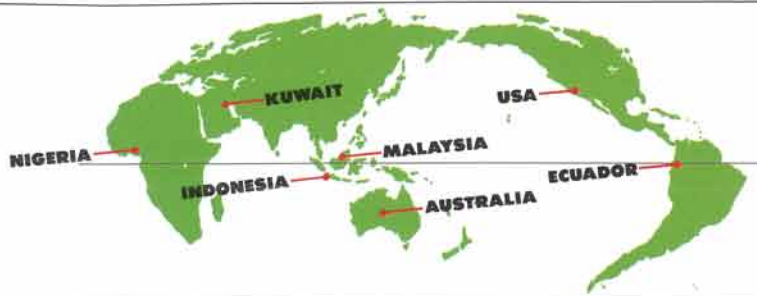 KUWAIT
USA
NIGERIA
MALAYSIA
INDONESIA
ECUADOR
AUSTRALIA